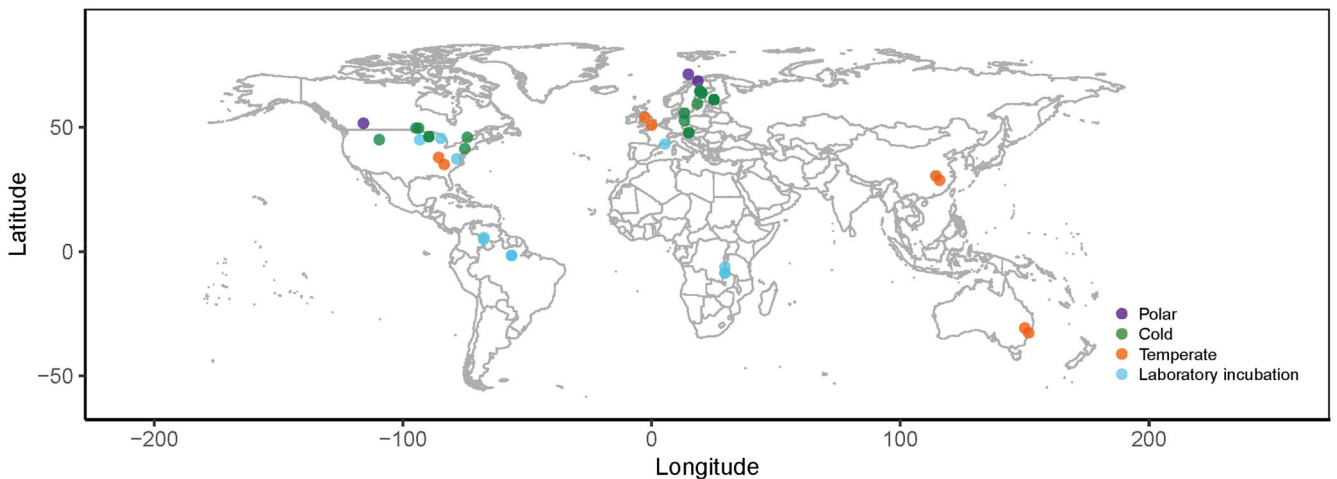 50
0
−50
Latitude
−200
−100
0
100
200
Longitude
Polar
Cold
Temperate
Laboratory incubation